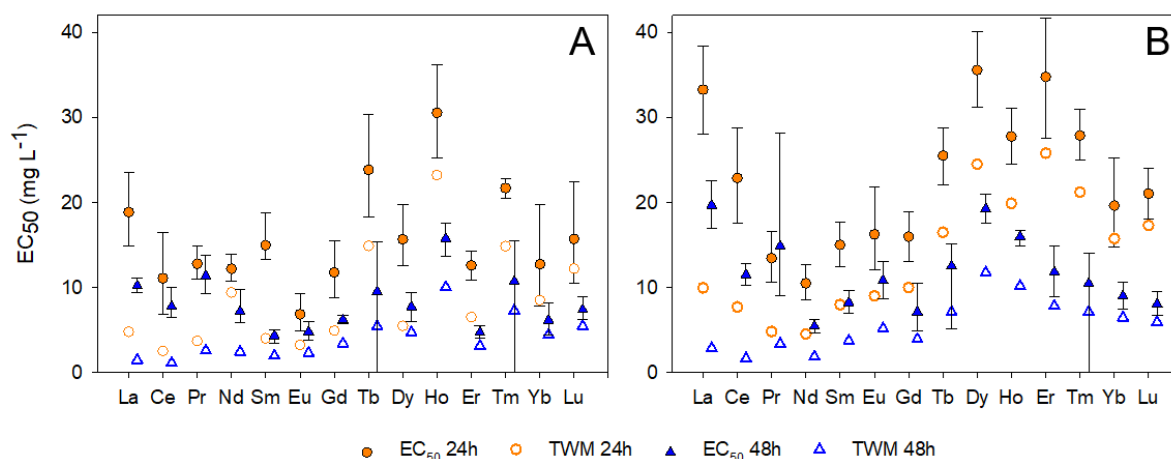 A
B
EC50 (mg L-1)
40
30
20
10
0
La Ce Pr Nd Sm Eu Gd Tb Dy Ho Er Tm Yb Lu
40
30
20
10
0
La Ce Pr Nd Sm Eu Gd Tb Dy Ho Er Tm Yb Lu
EC50 24h TWM 24h EC50 48h TWM 48h